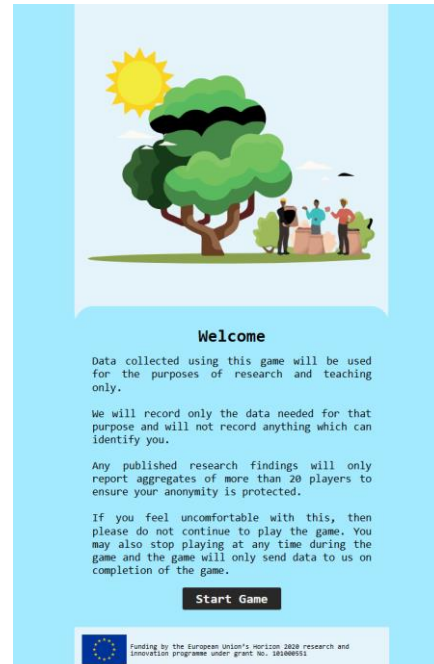 Welcome
Data collected using this game will be used
for the purposes of research and teaching
only.
We will record only the data needed for that
purpose and will not record anything which can
identify you.
Any published research findings will only
report aggregates of more than 20 players to
ensure your anonymity is protected.
If you feel uncomfortable with this, then
please do not continue to play the game. You
may also stop playing at any time during the
game and the game will only send data to us on
completion of the game.
Start Game
Funding by the European Union's Horizon 2020 research and
innovation programme under grant No. 101000551